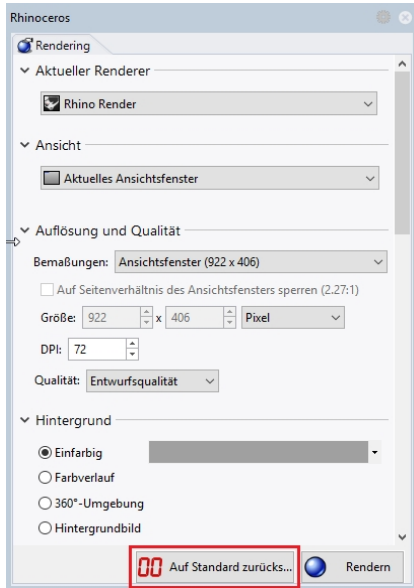 Rhinoceros
Rendering
Aktueller Renderer
Rhino Render
Ansicht
Aktuelles Ansichtsfenster
Auflösung und Qualität
Bemaßungen: Ansichtsfenster (922 x 406)
Auf Seitenverhältnis des Ansichtsfensters sperren (2.27:1)
Größe: 922 x 406 Pixel
DPI: 72
Qualität: Entwurfsqualität
Hintergrund
Einfarbig
Farbverlauf
360°-Umgebung
Hintergrundbild
00 Auf Standard zurücks... Rendern